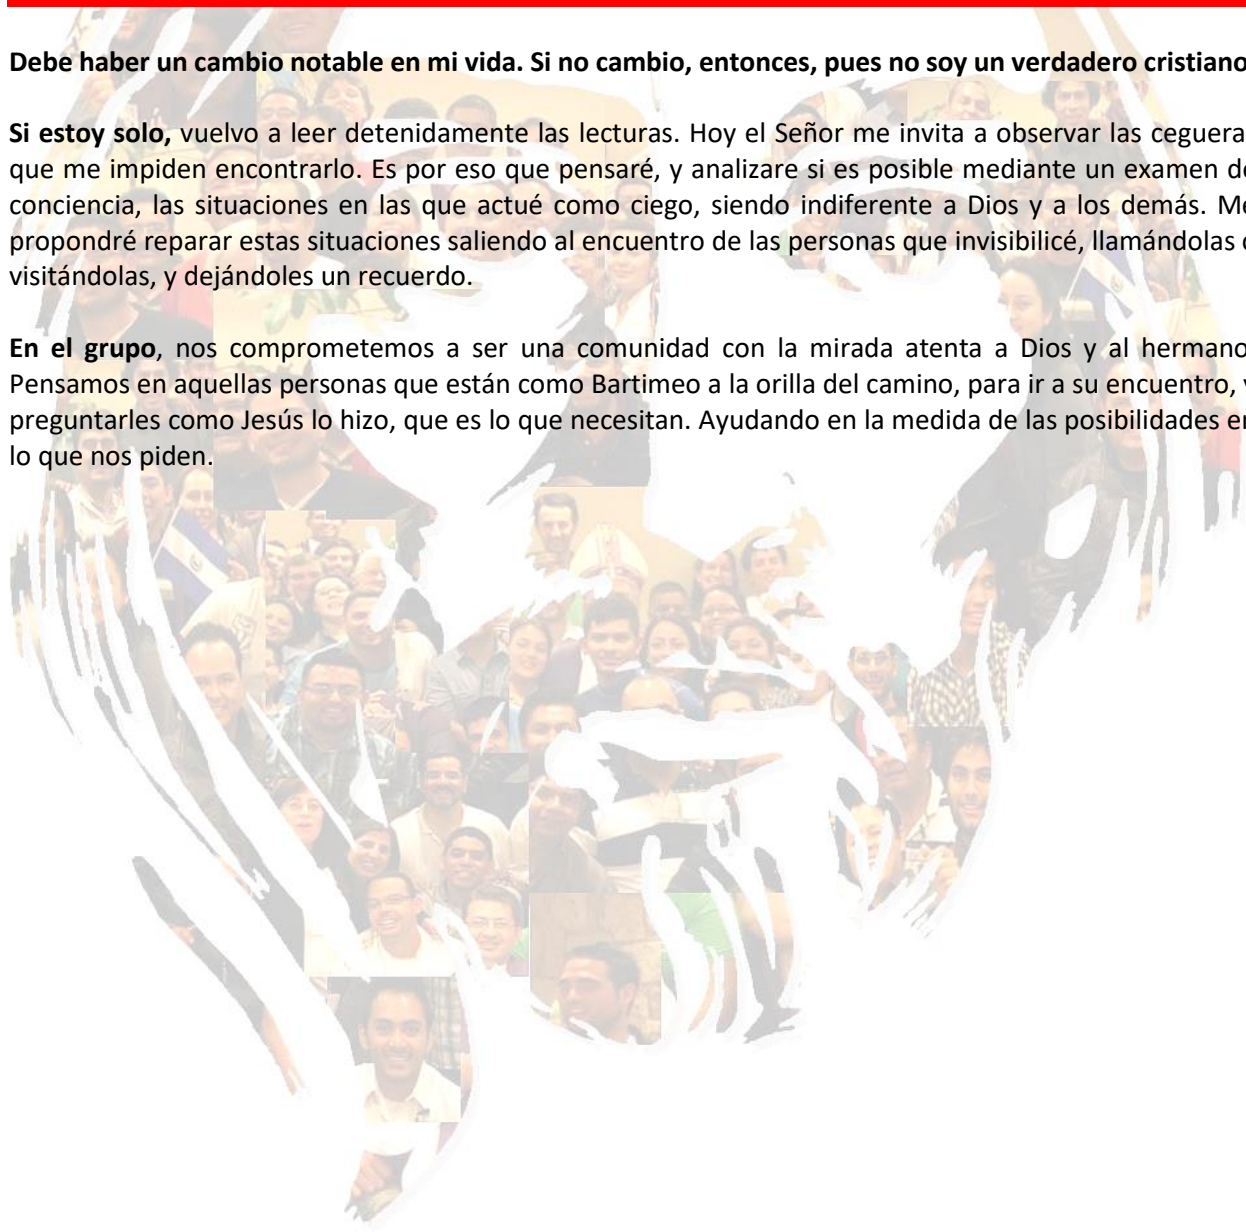 Debe haber un cambio notable en mi vida. Si no cambio, entonces, pues no soy un verdadero cristiano
Si estoy solo, vuelvo a leer detenidamente las lecturas. Hoy el Señor me invita a observar las ceguera
que me impiden encontrarlo. Es por eso que pensaré, y analizare si es posible mediante un examen de
conciencia, las situaciones en las que actué como ciego, siendo indiferente a Dios y a los demás. Me
propondré reparar estas situaciones saliendo al encuentro de las personas que invisibilicé, llamándolas o
visitándolas, y dejándoles un recuerdo.
En el grupo, nos comprometemos a ser una comunidad con la mirada atenta a Dios y al hermano
Pensamos en aquellas personas que están como Bartimeo a la orilla del camino, para ir a su encuentro, y
preguntarles como Jesús lo hizo, que es lo que necesitan. Ayudando en la medida de las posibilidades en
lo que nos piden.